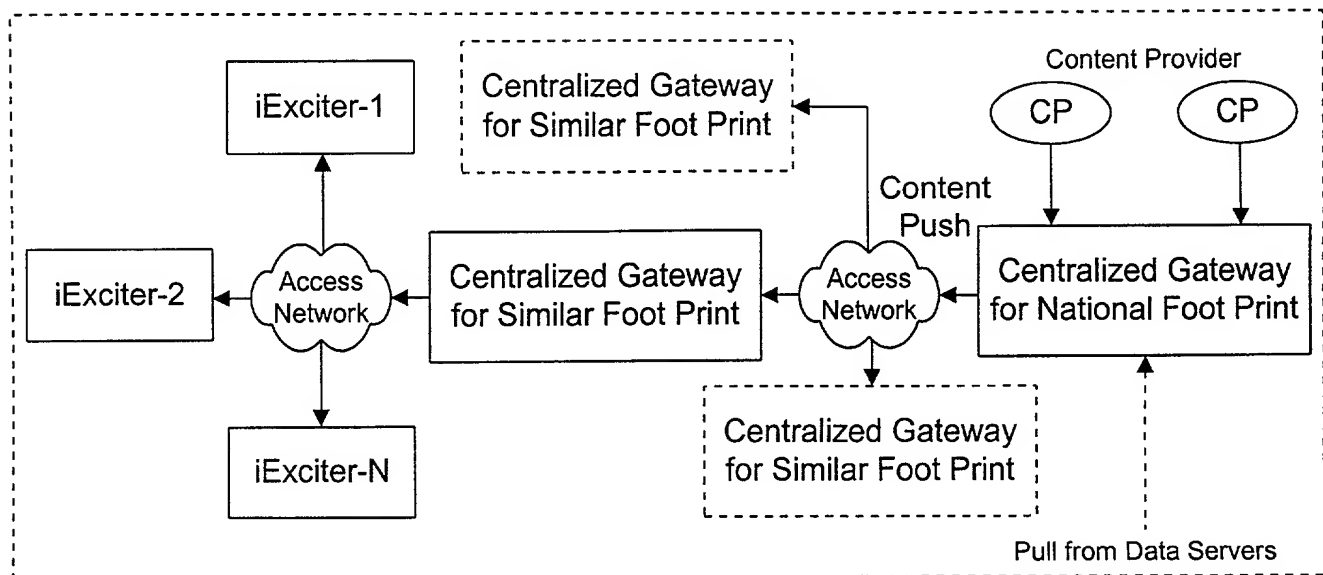 Content Provider
CP
CP
iExciter-1
Centralized Gateway
for Similar Foot Print
Content
Push
iExciter-2
Access
Network
Centralized Gateway
for Similar Foot Print
Access
Network
Centralized Gateway
for National Foot Print
iExciter-N
Centralized Gateway
for Similar Foot Print
Pull from Data Servers